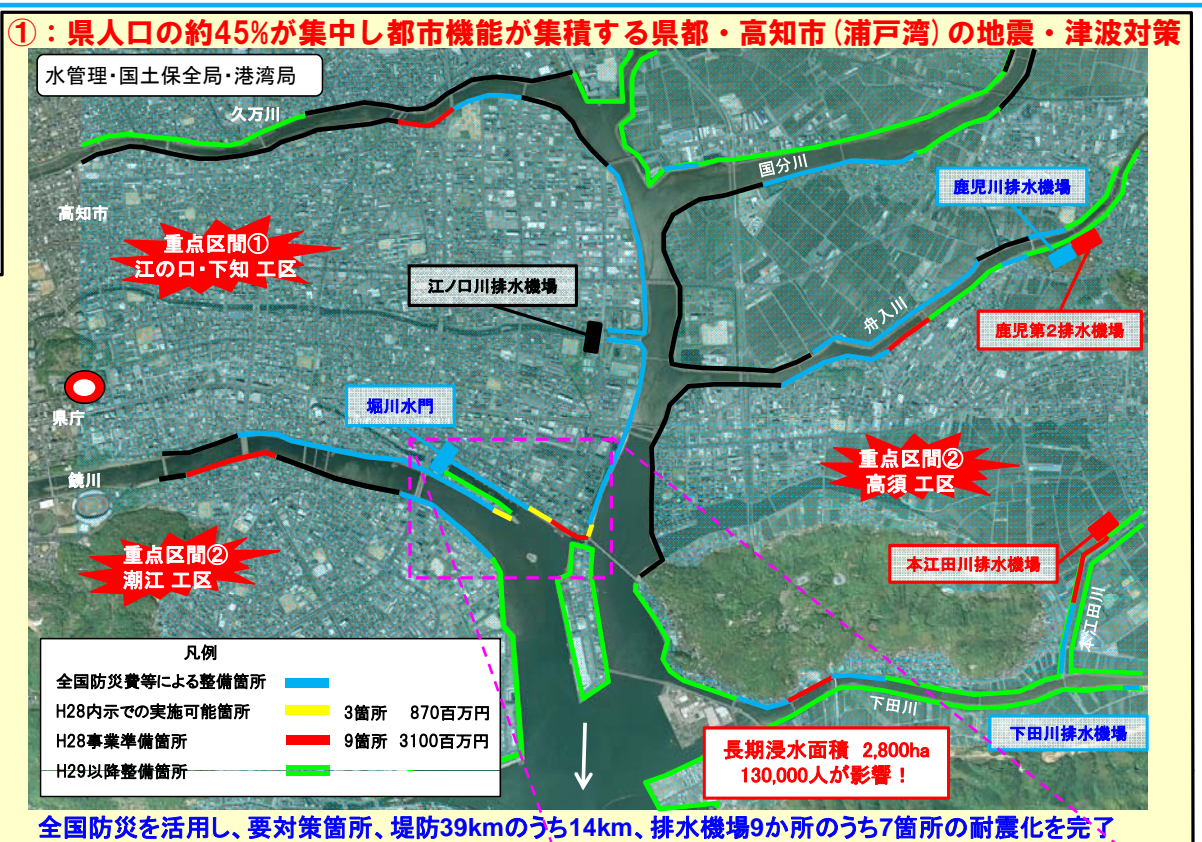 ①：県人口の約45%が集中し都市機能が集積する県都・高知市(浦戸湾)の地震・津波対策
水管理・国土保全局・港湾局
久万川
国分川
鹿児川排水機場
高知市
重点区間①
江の口・下知 工区
江ノ口川排水機場
舟入川
鹿児第2排水機場
県庁
堀川水門
鏡川
重点区間②
高須 工区
重点区間②
潮江 工区
本江田川排水機場
本江田川
下田川
下田川排水機場
凡例
全国防災費等による整備箇所
H28内示での実施可能箇所 3箇所 870百万円
H28事業準備箇所 9箇所 3100百万円
H29以降整備箇所
長期浸水面積 2,800ha
130,000人が影響！
全国防災を活用し、要対策箇所、堤防39kmのうち14km、排水機場9か所のうち7箇所の耐震化を完了